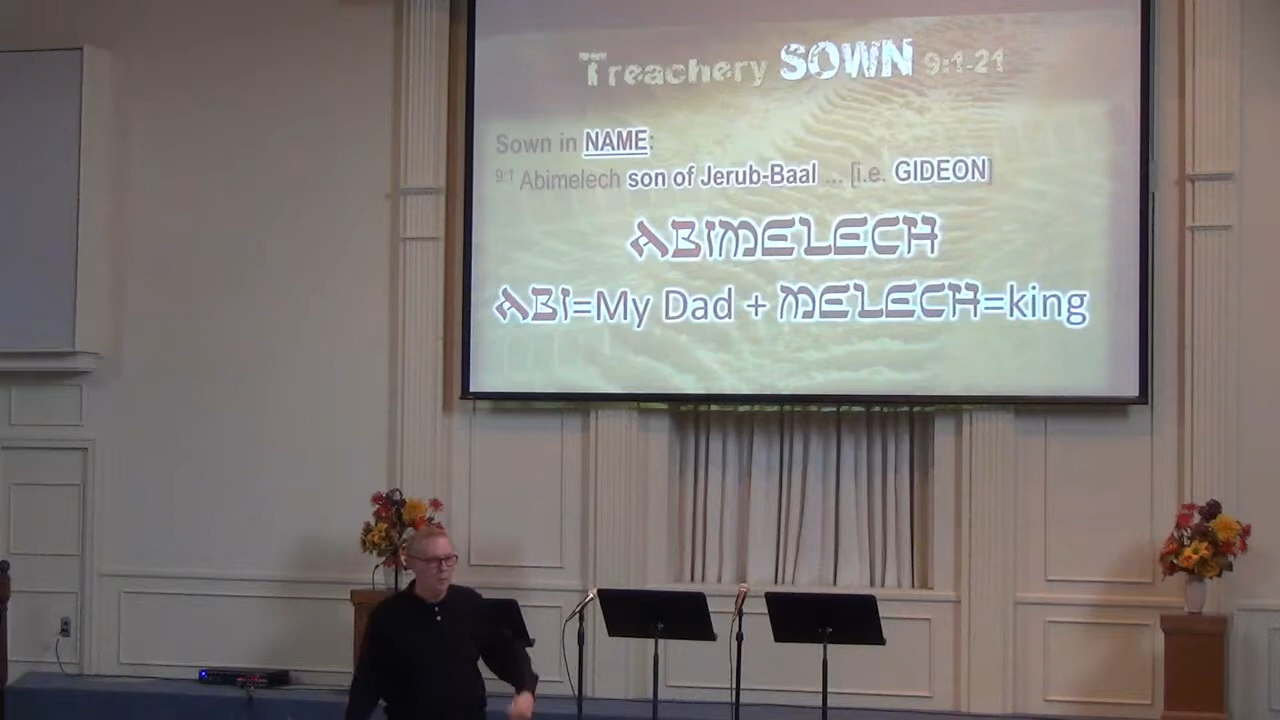 Treachery SOWN 9:1-21
Sown in NAME:
9:1 Abimelech son of Jerub-Baal ... [i.e. GIDEON]
ABIMELECH
ABI=My Dad + MELECH=king